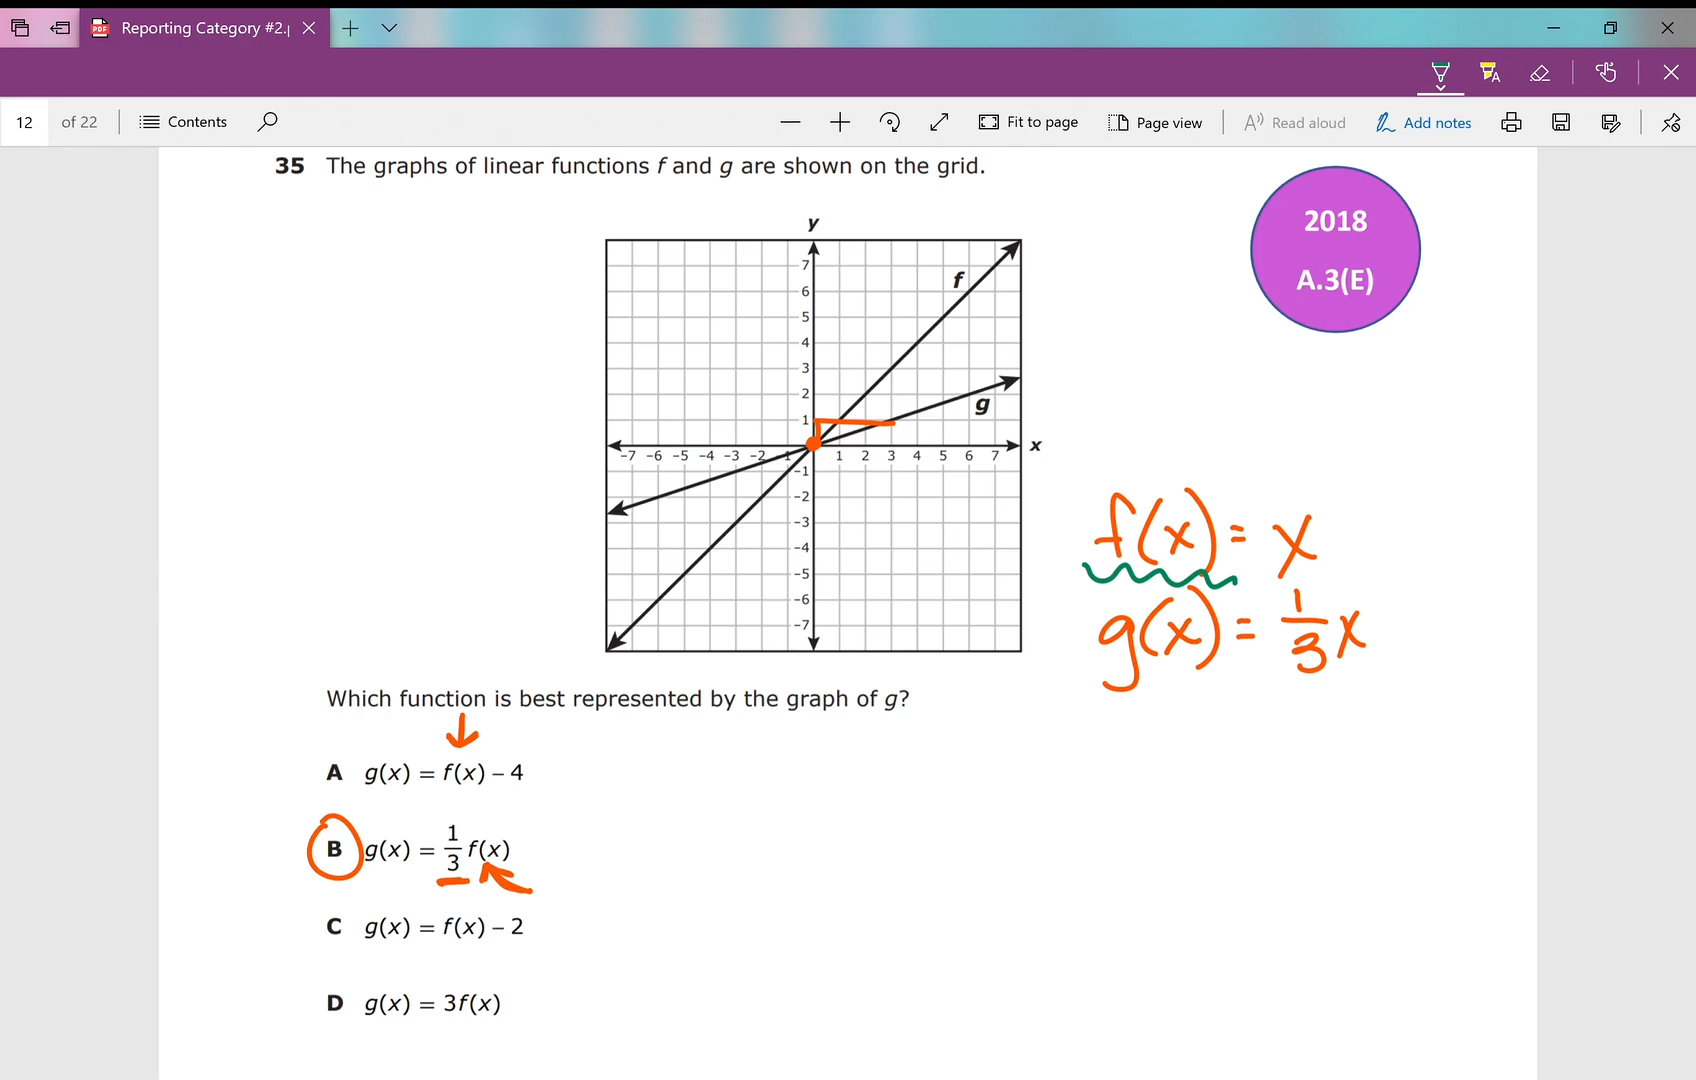 Reporting Category #2.p
12 of 22 Contents Fit to page Page view Read aloud Add notes
35 The graphs of linear functions f and g are shown on the grid.
2018
A.3(E)
y
7
6
5
4
3
2
1
f
g
x
-7 -6 -5 -4 -3 -2 -1 1 2 3 4 5 6 7
-1
-2
-3
-4
-5
-6
-7
f(x) = x
g(x) = 1/3 x
Which function is best represented by the graph of g?
A g(x) = f(x) – 4
B g(x) = 1/3 f(x)
C g(x) = f(x) – 2
D g(x) = 3f(x)